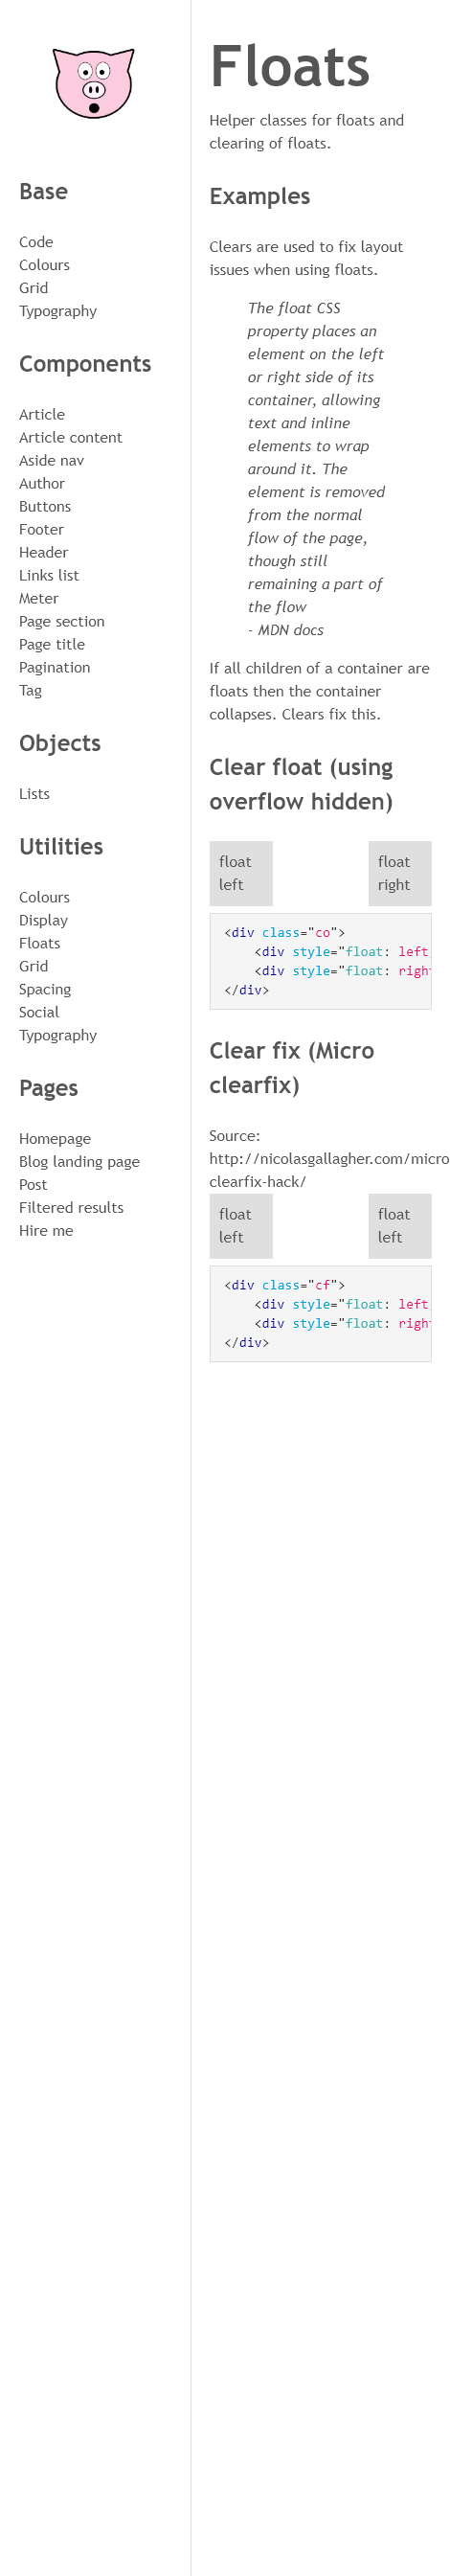 Base
Code
Colours
Grid
Typography
Components
Article
Article content
Aside nav
Author
Buttons
Footer
Header
Links list
Meter
Page section
Page title
Pagination
Tag
Objects
Lists
Utilities
Colours
Display
Floats
Grid
Spacing
Social
Typography
Pages
Homepage
Blog landing page
Post
Filtered results
Hire me
Floats
Helper classes for floats and
clearing of floats.
Examples
Clears are used to fix layout
issues when using floats.
The float CSS
property places an
element on the left
or right side of its
container, allowing
text and inline
elements to wrap
around it. The
element is removed
from the normal
flow of the page,
though still
remaining a part of
the flow
- MDN docs
If all children of a container are
floats then the container
collapses. Clears fix this.
Clear float (using
overflow hidden)
float
left
float
right
<div class="co">
<div style="float: left
<div style="float: right
</div>
Clear fix (Micro
clearfix)
Source:
http://nicolasgallagher.com/micro
clearfix-hack/
float
left
float
left
<div class="cf">
<div style="float: left
<div style="float: right
</div>